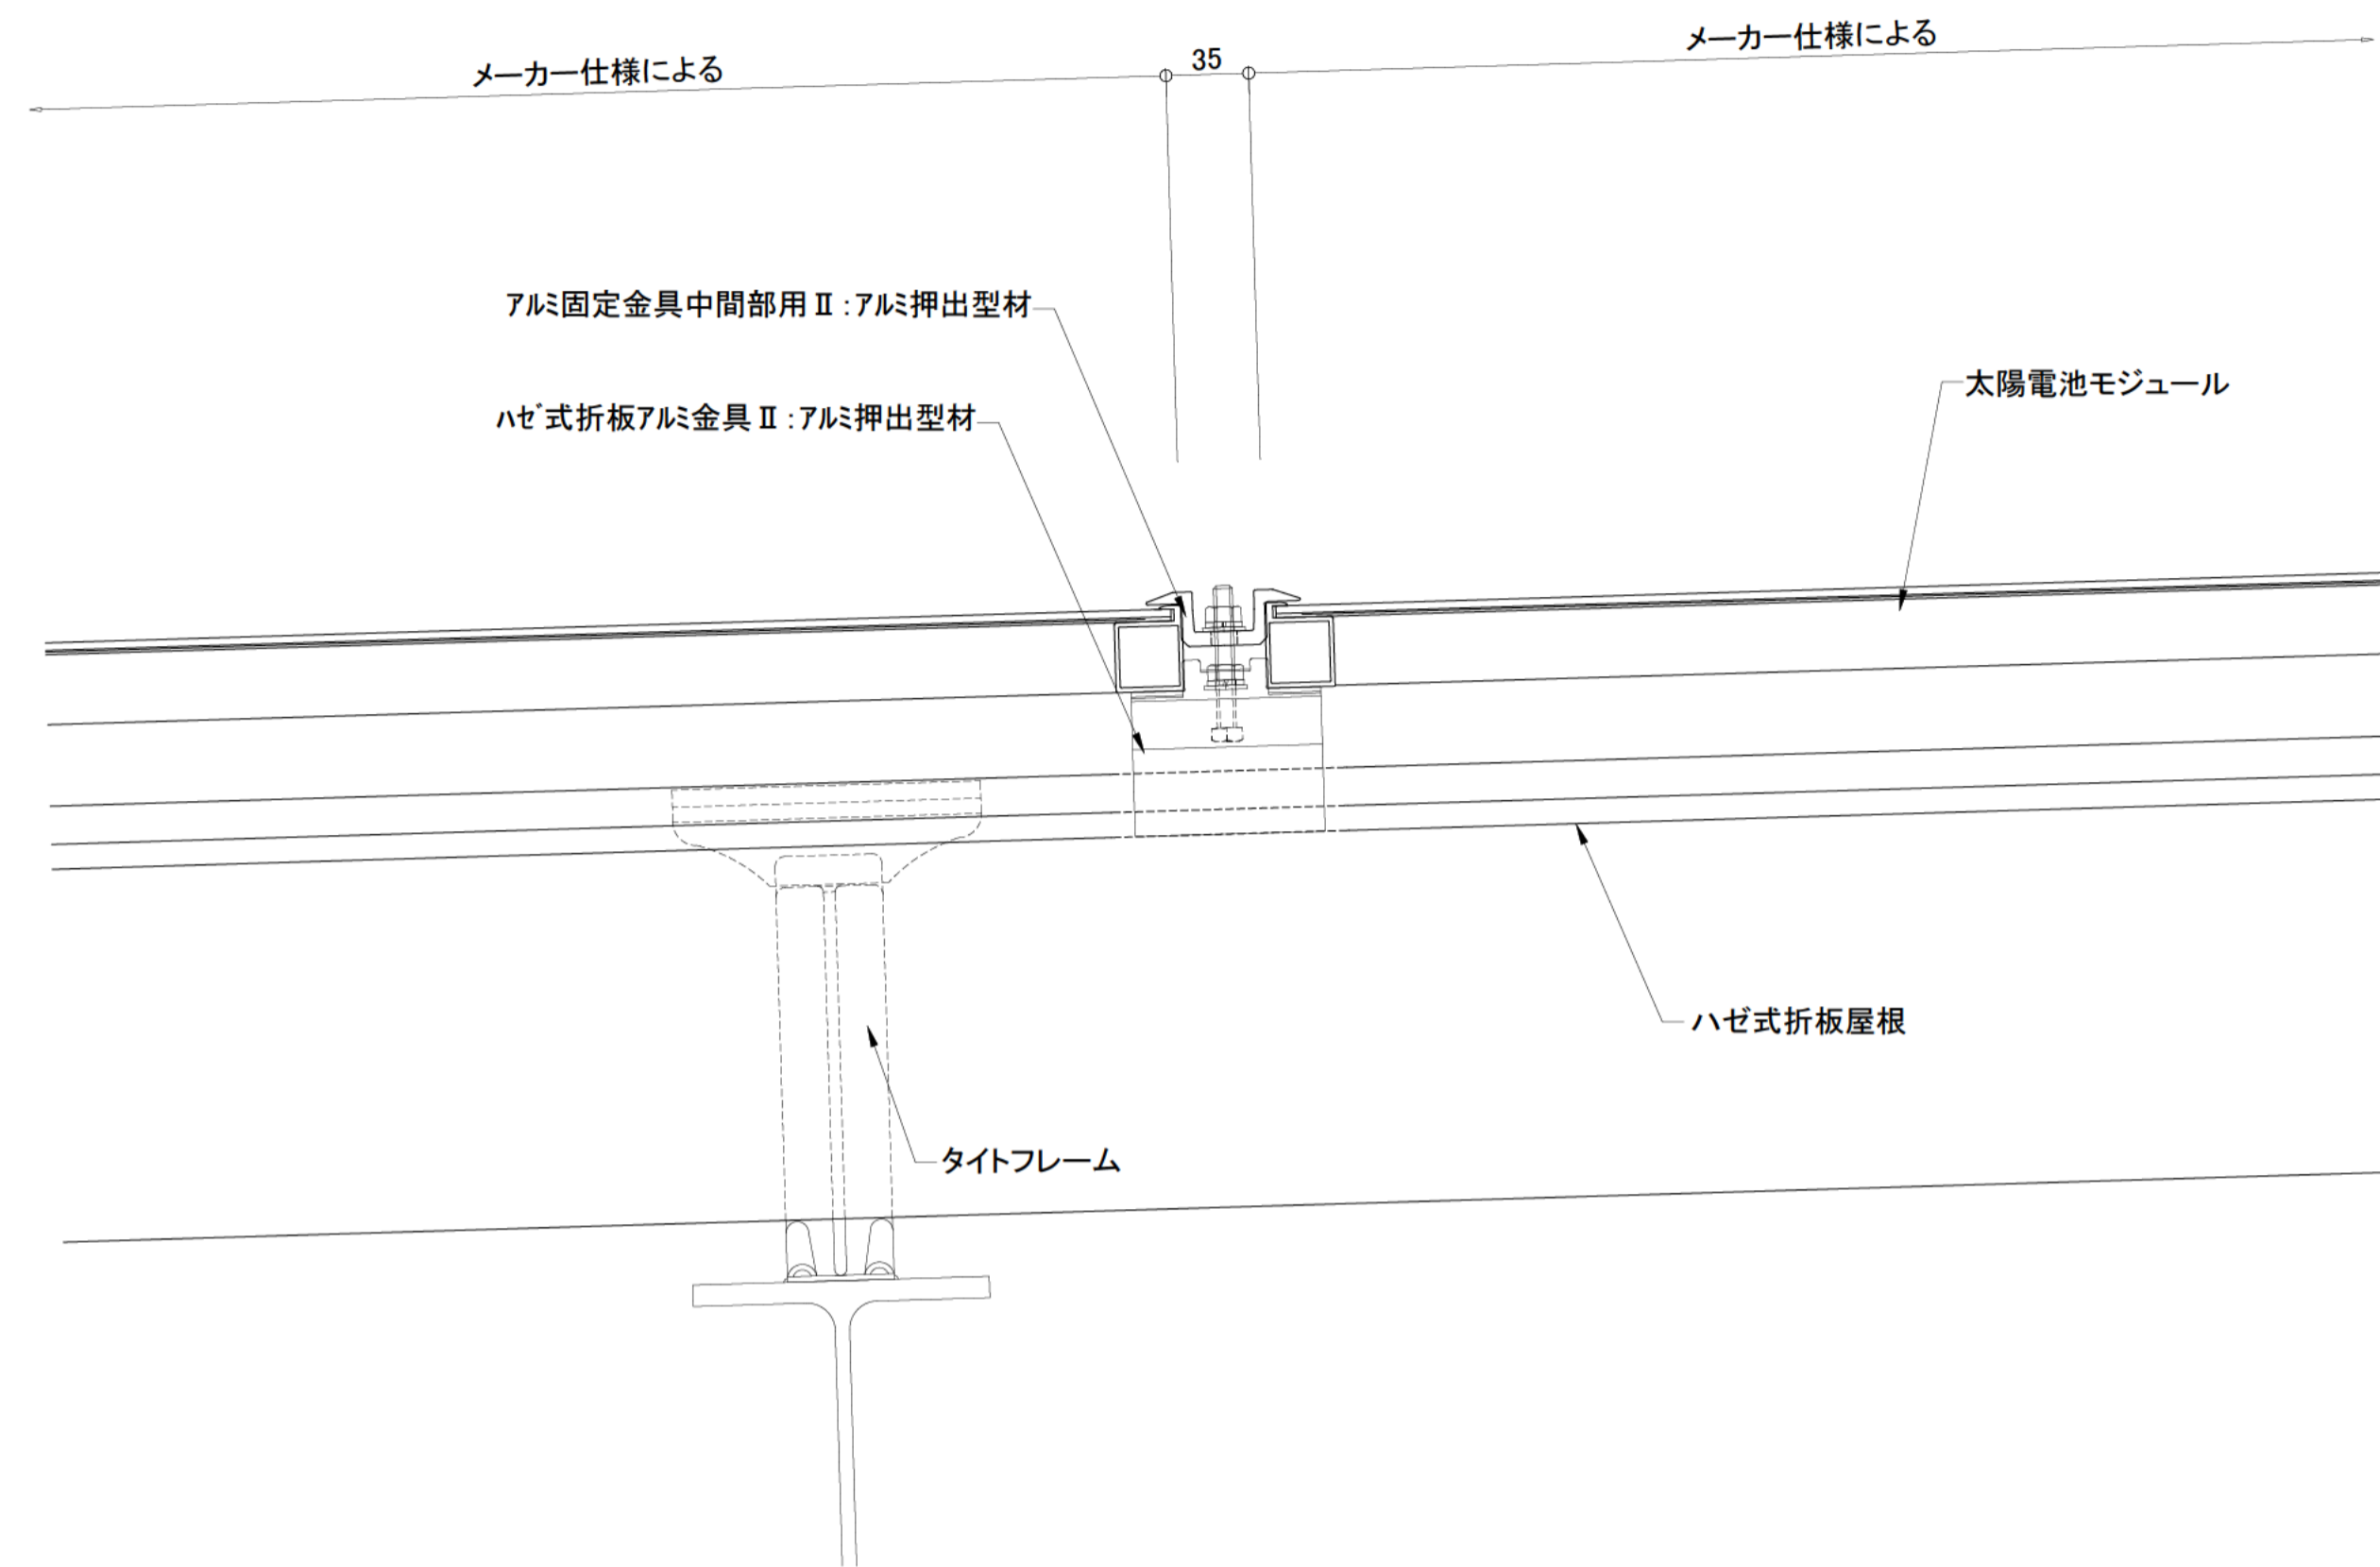 メーカー仕様による
35
メーカー仕様による
ｱﾙﾐ固定金具中間部用Ⅱ:ｱﾙﾐ押出型材
太陽電池モジュール
ﾊｾﾞ式折板ｱﾙﾐ金具Ⅱ:ｱﾙﾐ押出型材
ハゼ式折板屋根
タイトフレーム